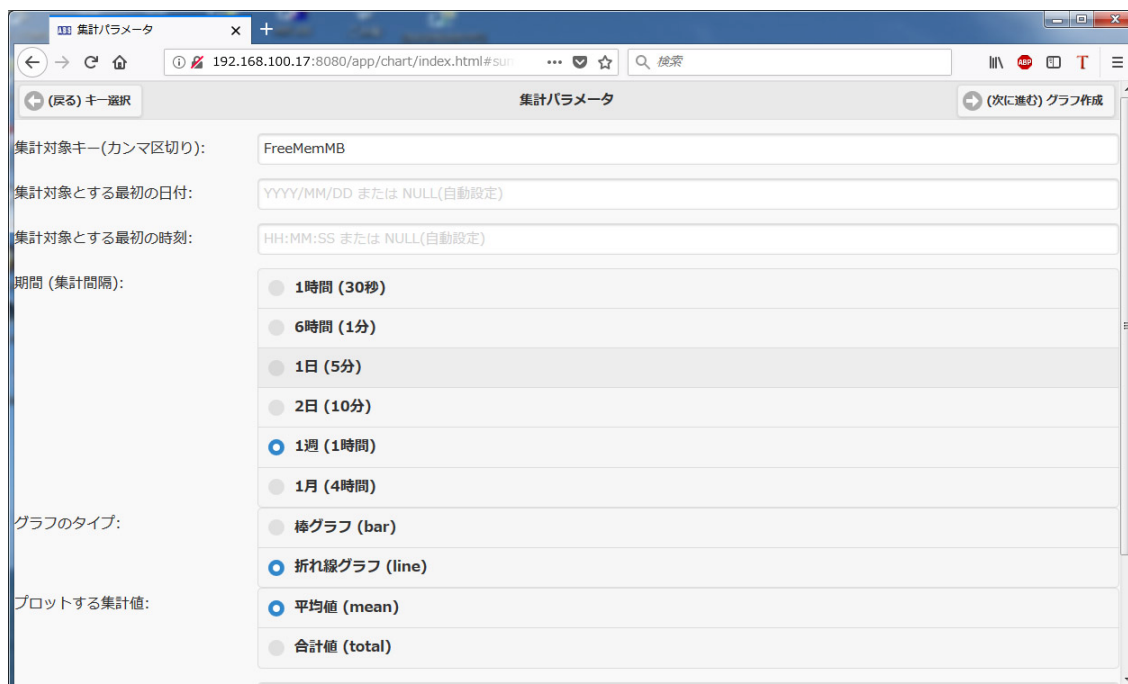 集計パラメータ
192.168.100.17:8080/app/chart/index.html#sum
検索
ABP
T
(戻る) キー選択
集計パラメータ
(次に進む) グラフ作成
集計対象キー(カンマ区切り):
FreeMemMB
集計対象とする最初の日付:
YYYY/MM/DD または NULL(自動設定)
集計対象とする最初の時刻:
HH:MM:SS または NULL(自動設定)
期間 (集計間隔):
1時間 (30秒)
6時間 (1分)
1日 (5分)
2日 (10分)
1週 (1時間)
1月 (4時間)
グラフのタイプ:
棒グラフ (bar)
折れ線グラフ (line)
プロットする集計値:
平均値 (mean)
合計値 (total)